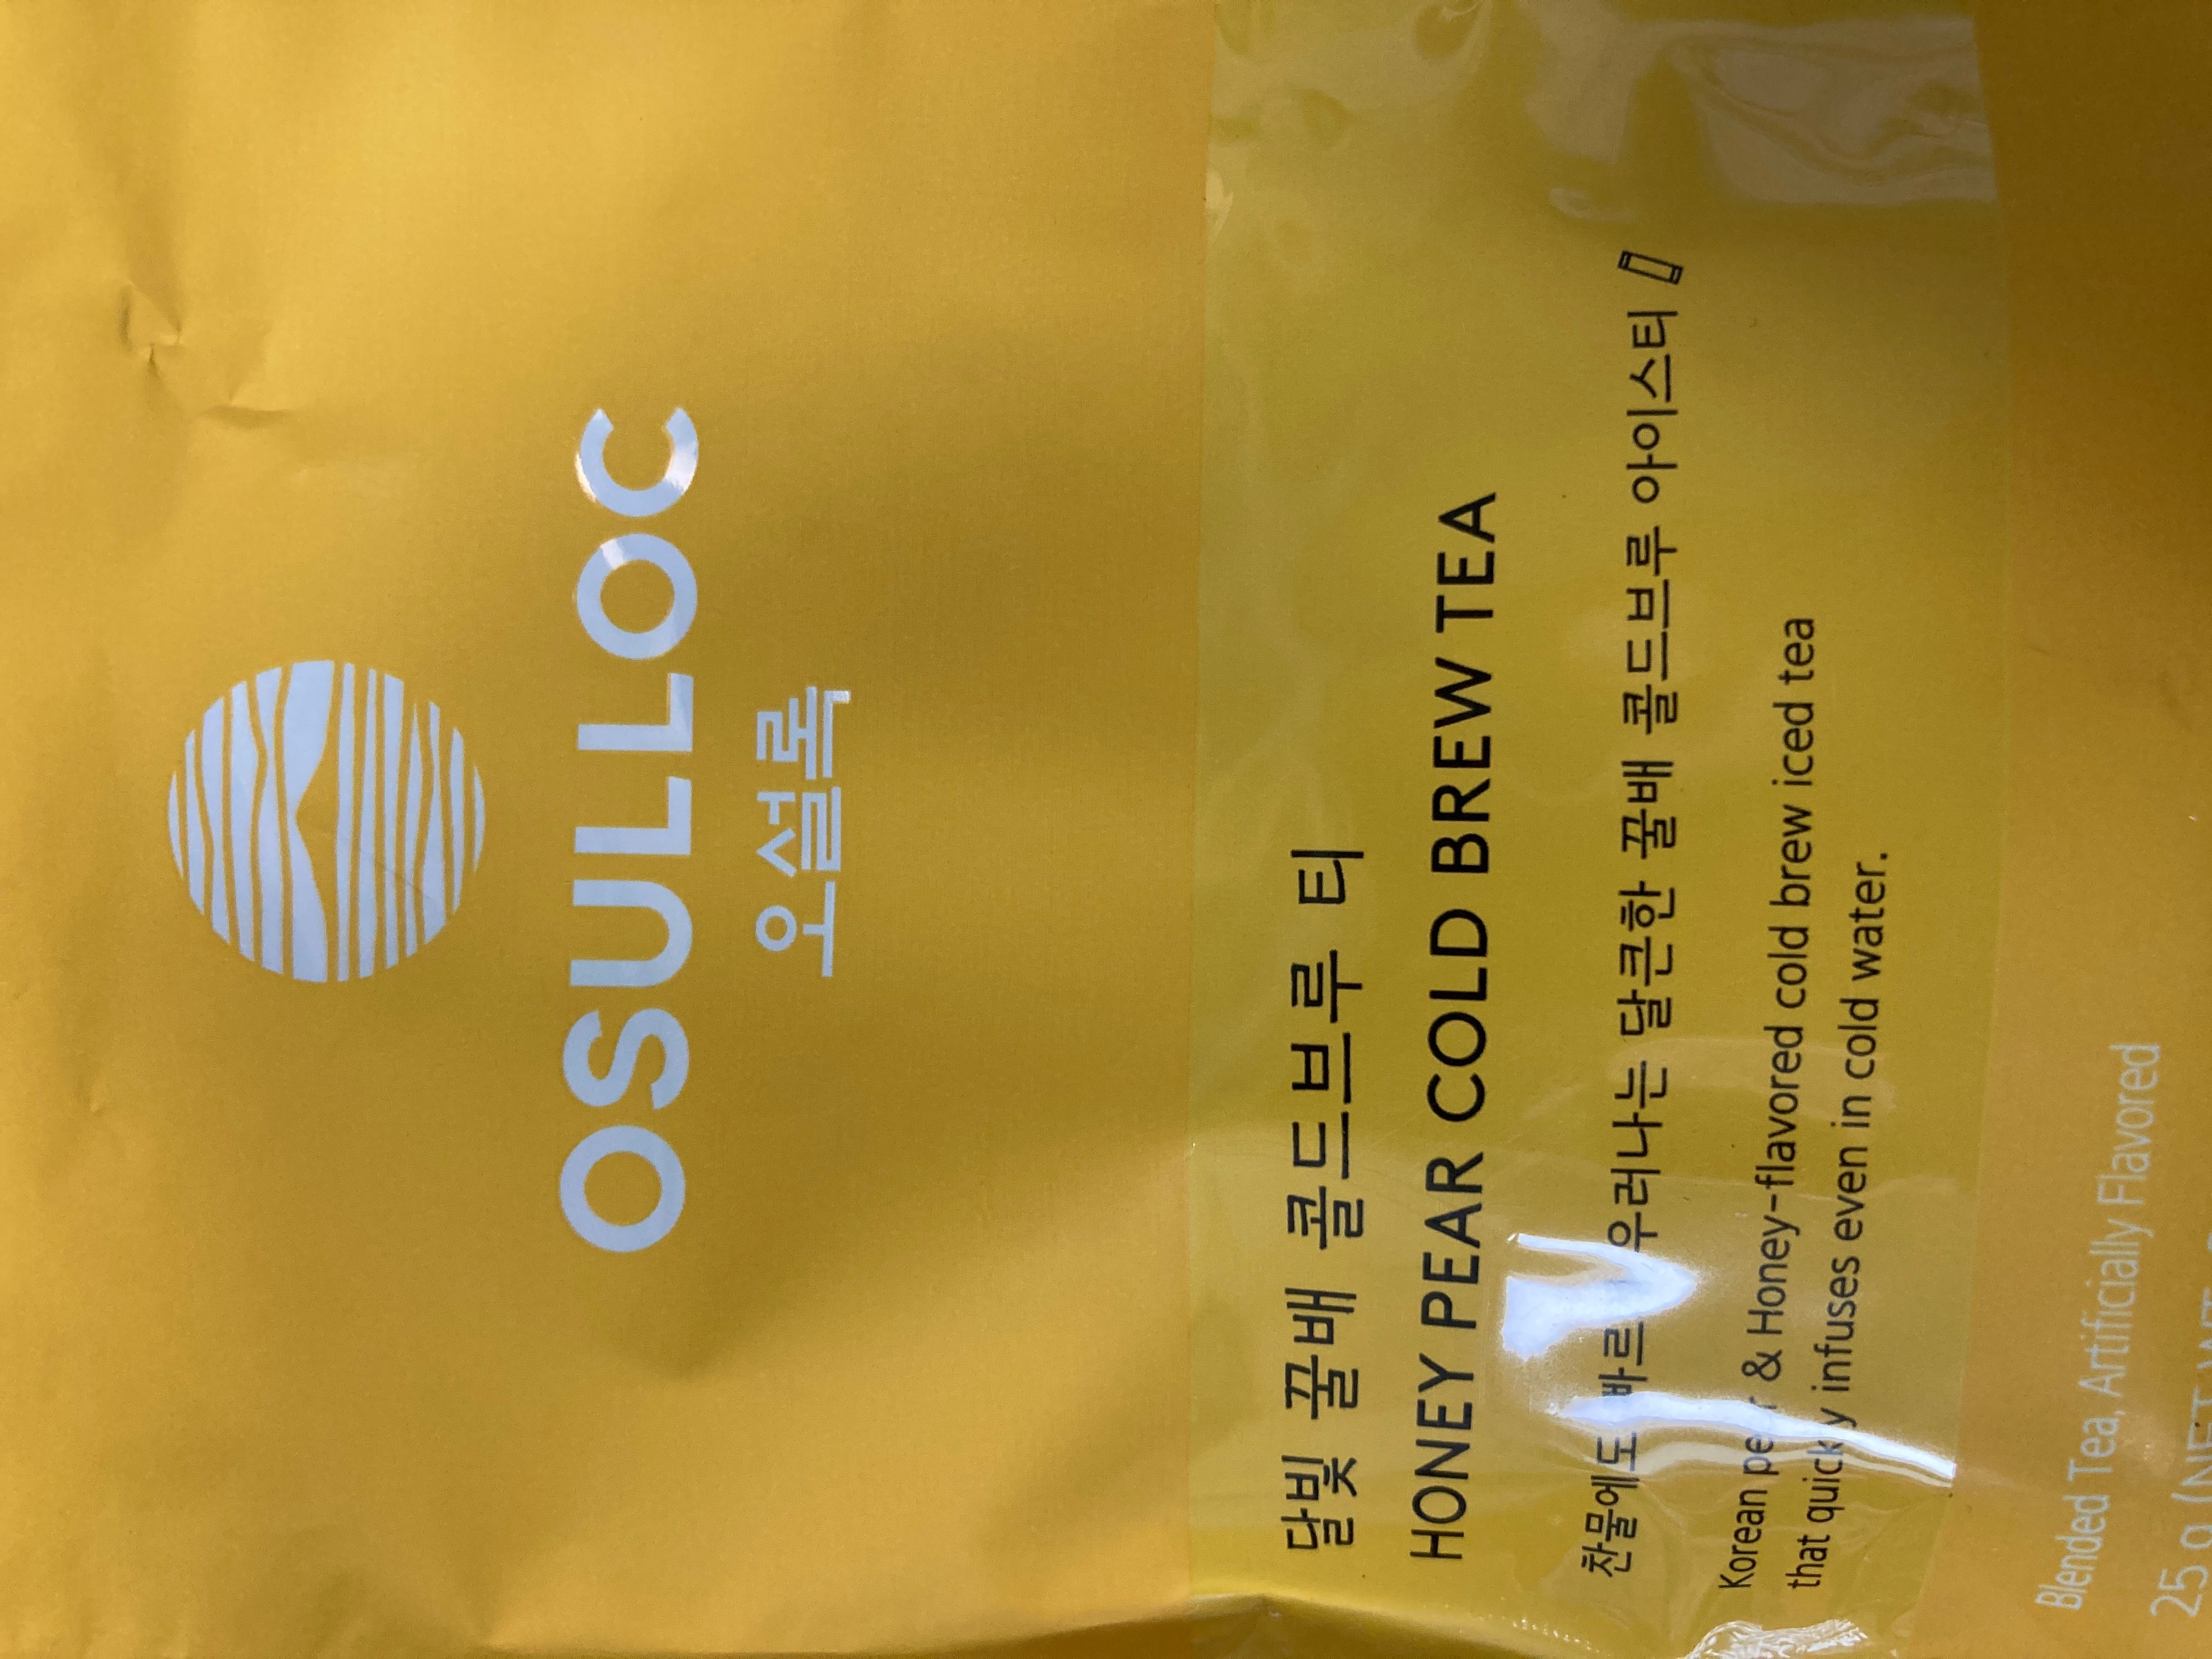 OSULLOC
오설록
달빛 꿀배 콜드브루 티
HONEY PEAR COLD BREW TEA
찬물에도 빠르 우러나는 달큰한 꿀배 콜드브루 아이스티
Korean pear & Honey-flavored cold brew iced tea
that quickly infuses even in cold water.
Blended Tea, Artificially Flavored
25 g (NET WT